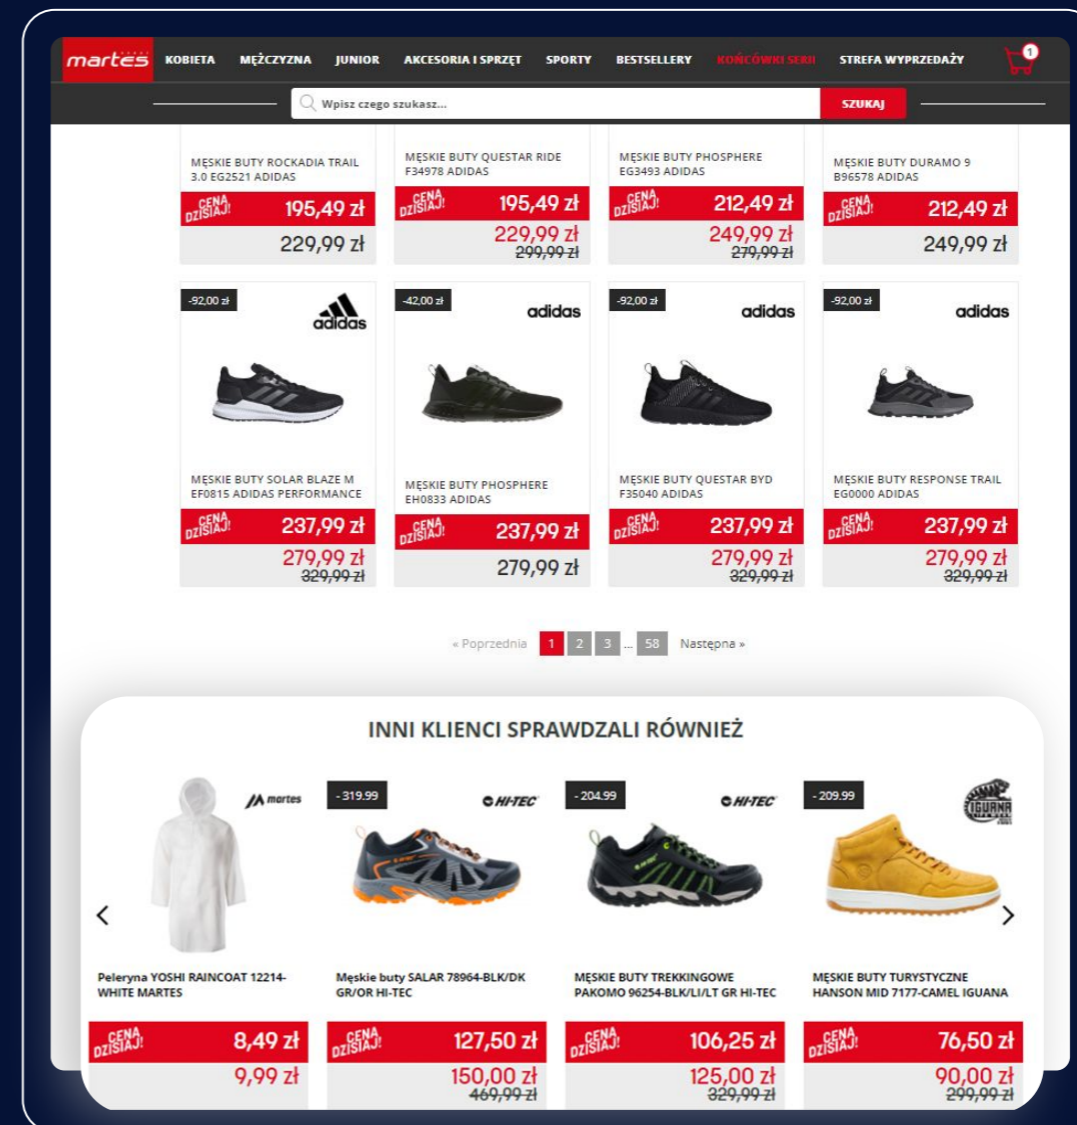 martes
SPORT
KOBIETA MĘŻCZYZNA JUNIOR AKCESORIA I SPRZĘT SPORTY BESTSELLERY KOŃCÓWKI SERII STREFA WYPRZEDAŻY 1
Wpisz czego szukasz... SZUKAJ
MĘSKIE BUTY ROCKADIA TRAIL
3.0 EG2521 ADIDAS
CENA
DZISIAJ! 195,49 zł
229,99 zł
MĘSKIE BUTY QUESTAR RIDE
F34978 ADIDAS
CENA
DZISIAJ! 195,49 zł
229,99 zł
299,99 zł
MĘSKIE BUTY PHOSPHERE
EG3493 ADIDAS
CENA
DZISIAJ! 212,49 zł
249,99 zł
279,99 zł
MĘSKIE BUTY DURAMO 9
B96578 ADIDAS
CENA
DZISIAJ! 212,49 zł
249,99 zł
-92,00 zł
adidas
MĘSKIE BUTY SOLAR BLAZE M
EF0815 ADIDAS PERFORMANCE
CENA
DZISIAJ! 237,99 zł
279,99 zł
329,99 zł
-42,00 zł
adidas
MĘSKIE BUTY PHOSPHERE
EH0833 ADIDAS
CENA
DZISIAJ! 237,99 zł
279,99 zł
-92,00 zł
adidas
MĘSKIE BUTY QUESTAR BYD
F35040 ADIDAS
CENA
DZISIAJ! 237,99 zł
279,99 zł
329,99 zł
-92,00 zł
adidas
MĘSKIE BUTY RESPONSE TRAIL
EG0000 ADIDAS
CENA
DZISIAJ! 237,99 zł
279,99 zł
329,99 zł
« Poprzednia 1 2 3 ... 58 Następna »
INNI KLIENCI SPRAWDZALI RÓWNIEŻ
martes
Peleryna YOSHI RAINCOAT 12214-
WHITE MARTES
CENA
DZISIAJ! 8,49 zł
9,99 zł
- 319.99
HI-TEC
Męskie buty SALAR 78964-BLK/DK
GR/OR HI-TEC
CENA
DZISIAJ! 127,50 zł
150,00 zł
469,99 zł
- 204.99
HI-TEC
MĘSKIE BUTY TREKKINGOWE
PAKOMO 96254-BLK/LI/LT GR HI-TEC
CENA
DZISIAJ! 106,25 zł
125,00 zł
329,99 zł
- 209.99
IGUANA
MĘSKIE BUTY TURYSTYCZNE
HANSON MID 7177-CAMEL IGUANA
CENA
DZISIAJ! 76,50 zł
90,00 zł
299,99 zł